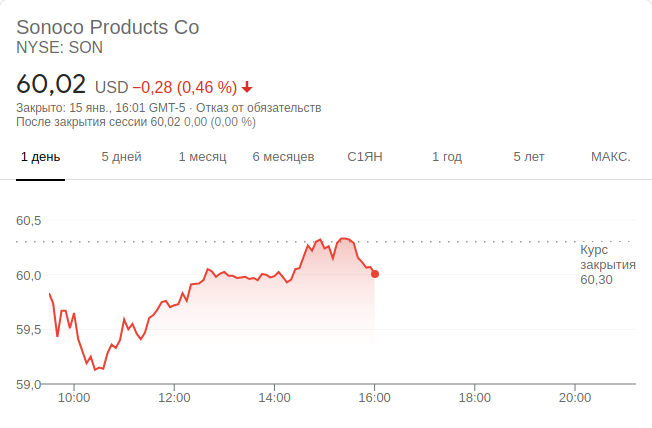 Sonoco Products Co
NYSE: SON
60,02 USD −0,28 (0,46 %)
Закрыто: 15 янв., 16:01 GMT-5 · Отказ от обязательств
После закрытия сессии 60,02 0,00 (0,00 %)
1 день 5 дней 1 месяц 6 месяцев С1ЯН 1 год 5 лет МАКС.
60,5
Курс
закрытия
60,30
60,0
59,5
59,0
10:00 12:00 14:00 16:00 18:00 20:00